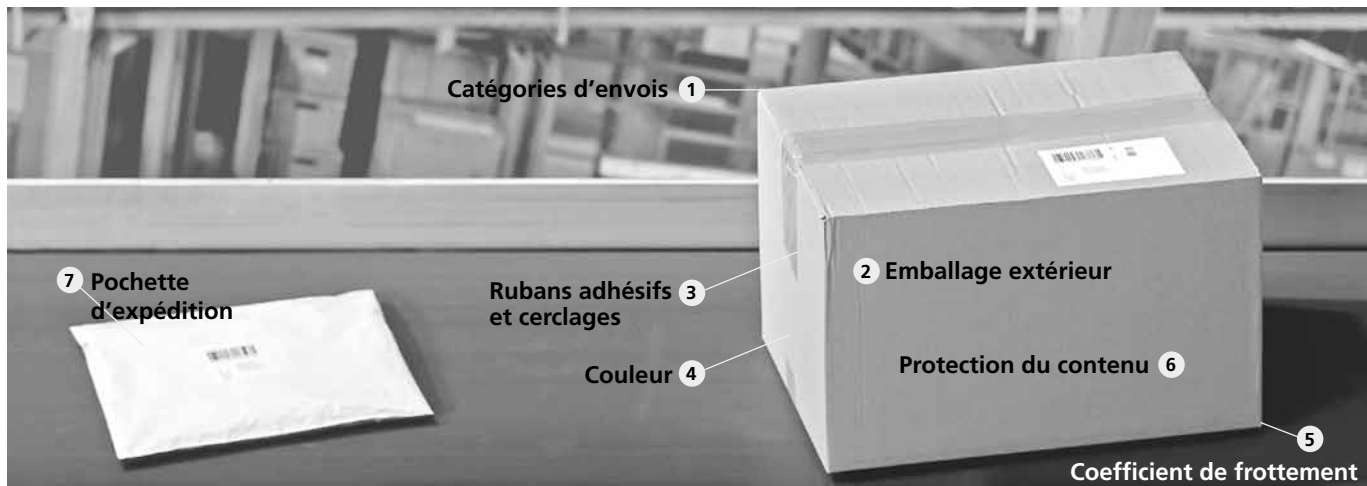 Catégories d’envois 1
2 Emballage extérieur
Rubans adhésifs 3
et cerclages
Couleur 4
5
Coefficient de frottement
Protection du contenu 6
7 Pochette
d’expédition